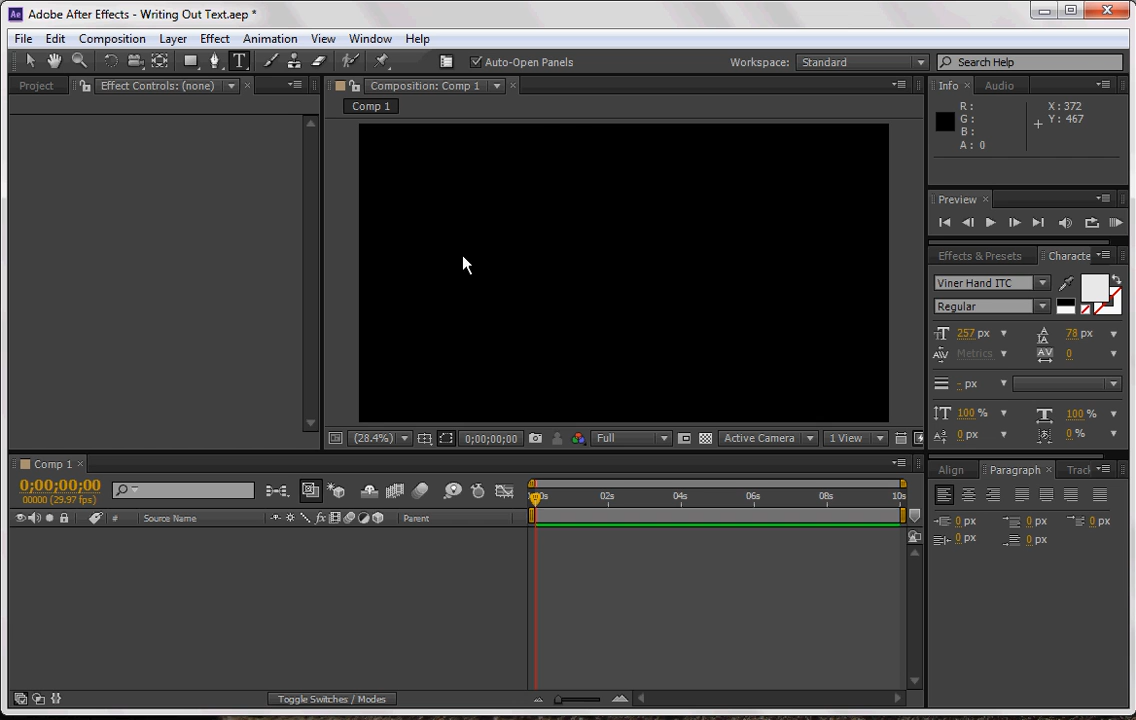 Ae Adobe After Effects - Writing Out Text.aep *
File Edit Composition Layer Effect Animation View Window Help
T Auto-Open Panels Workspace: Standard Search Help
Project Effect Controls: (none) Composition: Comp 1 Info Audio
Comp 1
R :
G :
B :
A : 0
X : 372
Y : 467
Preview
Effects & Presets Characte
Viner Hand ITC
Regular
257 px 78 px
Metrics 0
- px
100 % 100 %
0 px 0 %
(28.4%) 0;00;00;00 Full Active Camera 1 View
Comp 1
Align Paragraph Track
0;00;00;00
00000 (29.97 fps)
0s 02s 04s 06s 08s 10s
# Source Name fx Parent
0 px 0 px 0 px
0 px 0 px
Toggle Switches / Modes